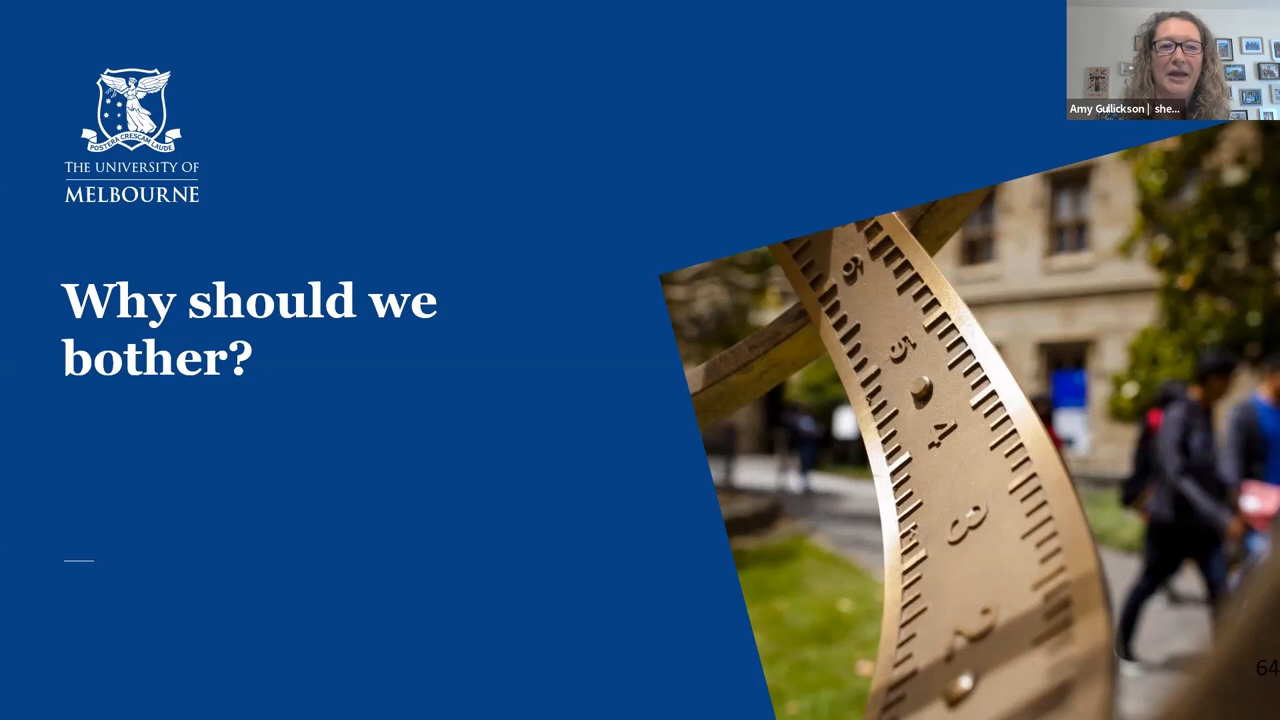 POSTERA CRESCAM LAUDE
THE UNIVERSITY OF
MELBOURNE
Amy Gullickson | she...
Why should we
bother?
6
5
4
3
2
64